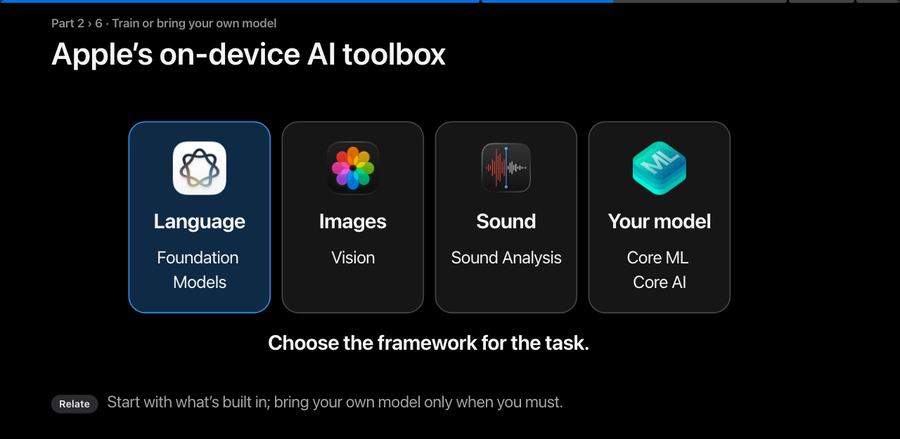 Part 2 › 6 · Train or bring your own model
Apple’s on-device AI toolbox
ML
Language
Foundation
Models
Images
Vision
Sound
Sound Analysis
Your model
Core ML
Core AI
Choose the framework for the task.
Relate
Start with what’s built in; bring your own model only when you must.